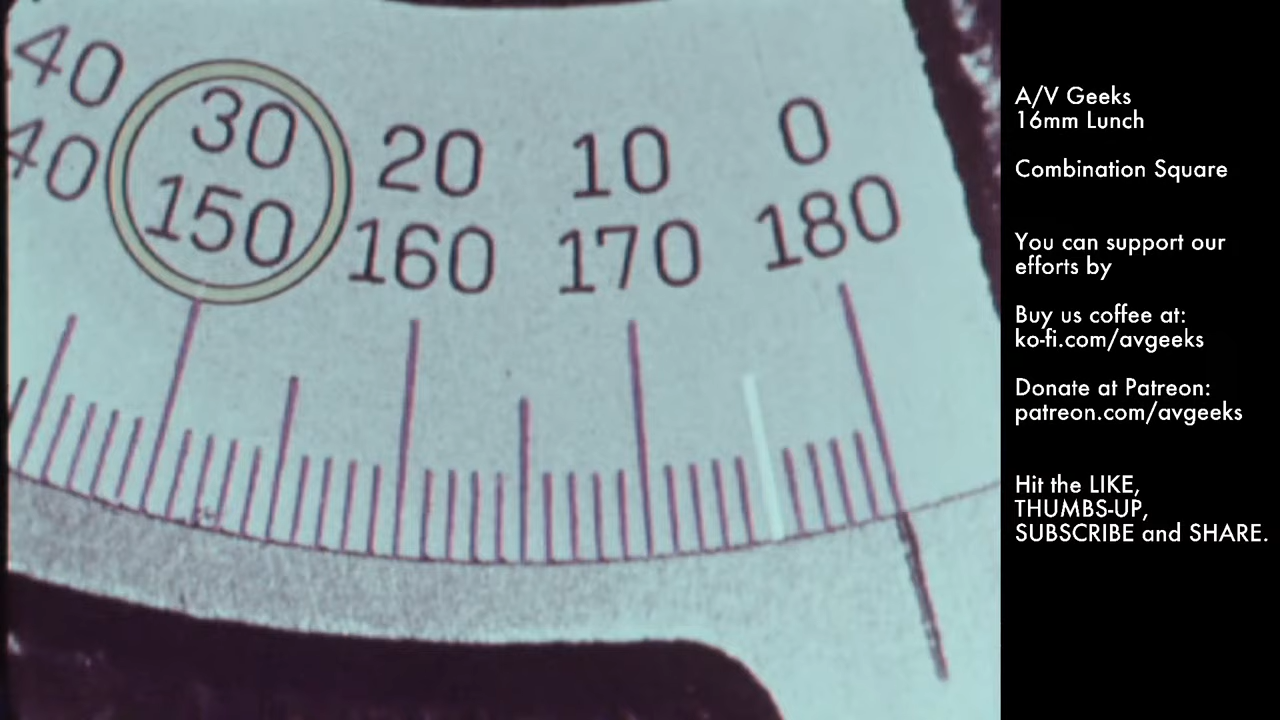 40 30 20 10 0
40 150 160 170 180
A/V Geeks
16mm Lunch
Combination Square
You can support our
efforts by
Buy us coffee at:
ko-fi.com/avgeeks
Donate at Patreon:
patreon.com/avgeeks
Hit the LIKE,
THUMBS-UP,
SUBSCRIBE and SHARE.